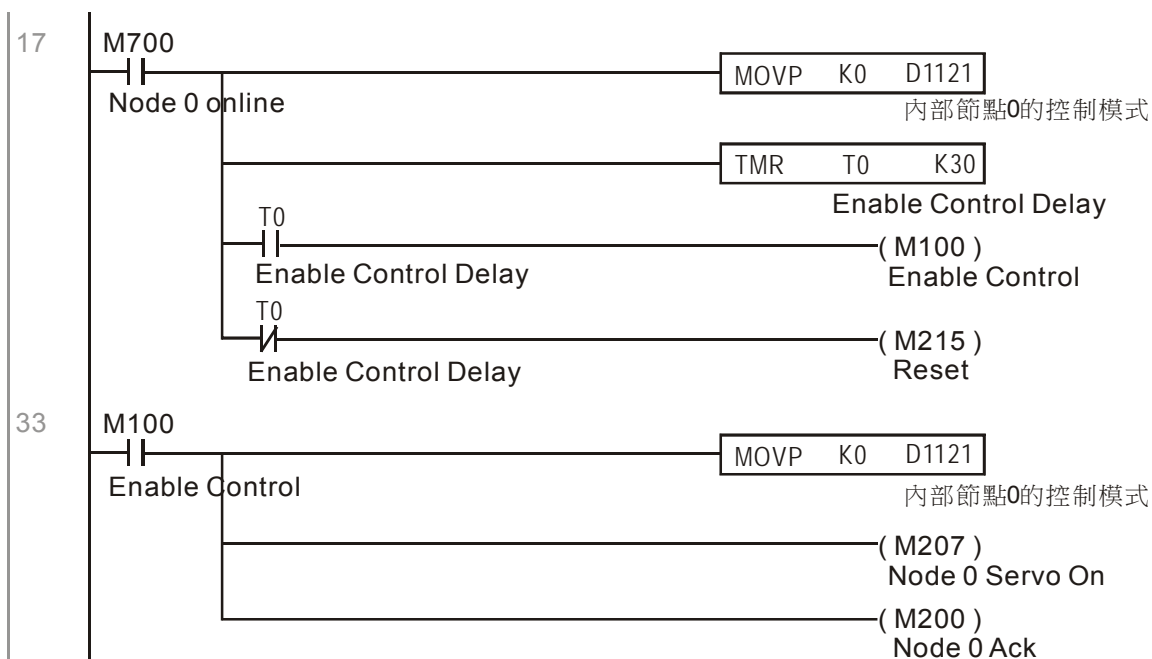 17
M700
Node 0 online
MOVP K0 D1121
內部節點0的控制模式
TMR T0 K30
Enable Control Delay
T0
Enable Control Delay
( M100 )
Enable Control
T0
Enable Control Delay
( M215 )
Reset
33
M100
Enable Control
MOVP K0 D1121
內部節點0的控制模式
( M207 )
Node 0 Servo On
( M200 )
Node 0 Ack